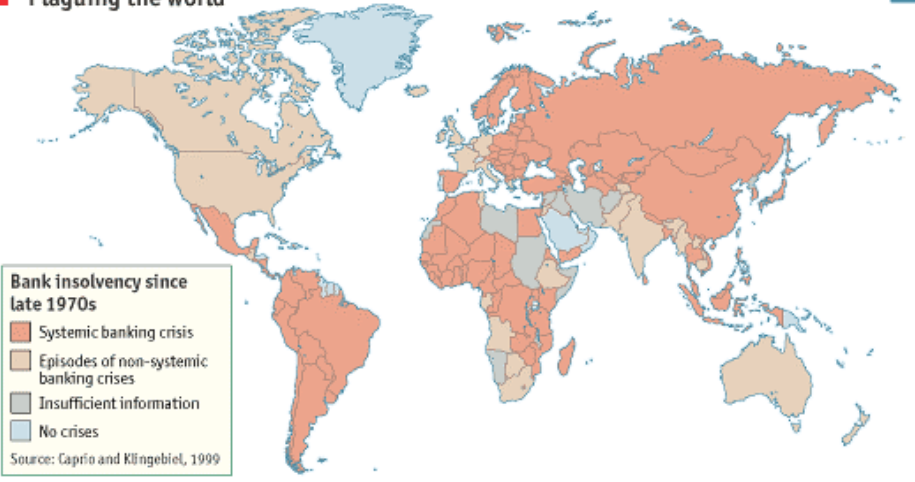 Plaguing the world
Bank insolvency since
late 1970s
Systemic banking crisis
Episodes of non-systemic
banking crises
Insufficient information
No crises
Source: Caprio and Klingebiel, 1999